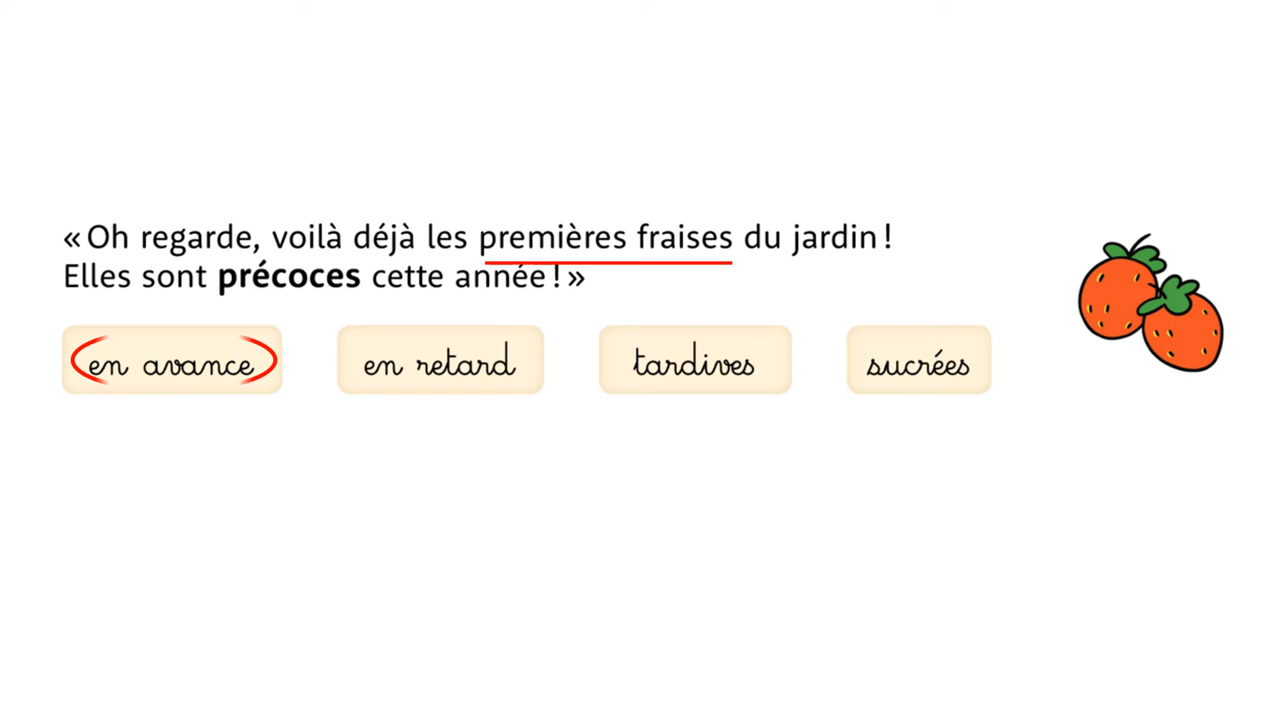 « Oh regarde, voilà déjà les premières fraises du jardin !
Elles sont précoces cette année ! »
en avance en retard tardives sucrées